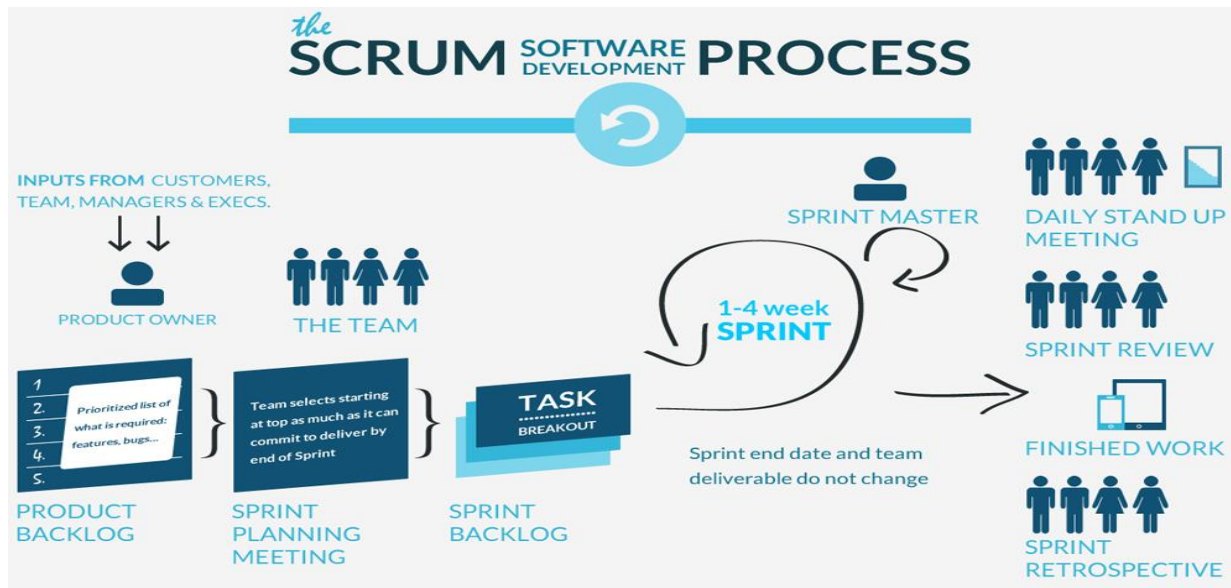 the
SCRUM SOFTWARE DEVELOPMENT PROCESS
INPUTS FROM CUSTOMERS,
TEAM, MANAGERS & EXECS.
PRODUCT OWNER
THE TEAM
1
2.
3.
4.
5.
Prioritized list of
what is required:
features, bugs...
PRODUCT
BACKLOG
Team selects starting
at top as much as it can
commit to deliver by
end of Sprint
SPRINT
PLANNING
MEETING
TASK
BREAKOUT
SPRINT
BACKLOG
1-4 week
SPRINT
SPRINT MASTER
Sprint end date and team
deliverable do not change
DAILY STAND UP
MEETING
SPRINT REVIEW
FINISHED WORK
SPRINT
RETROSPECTIVE